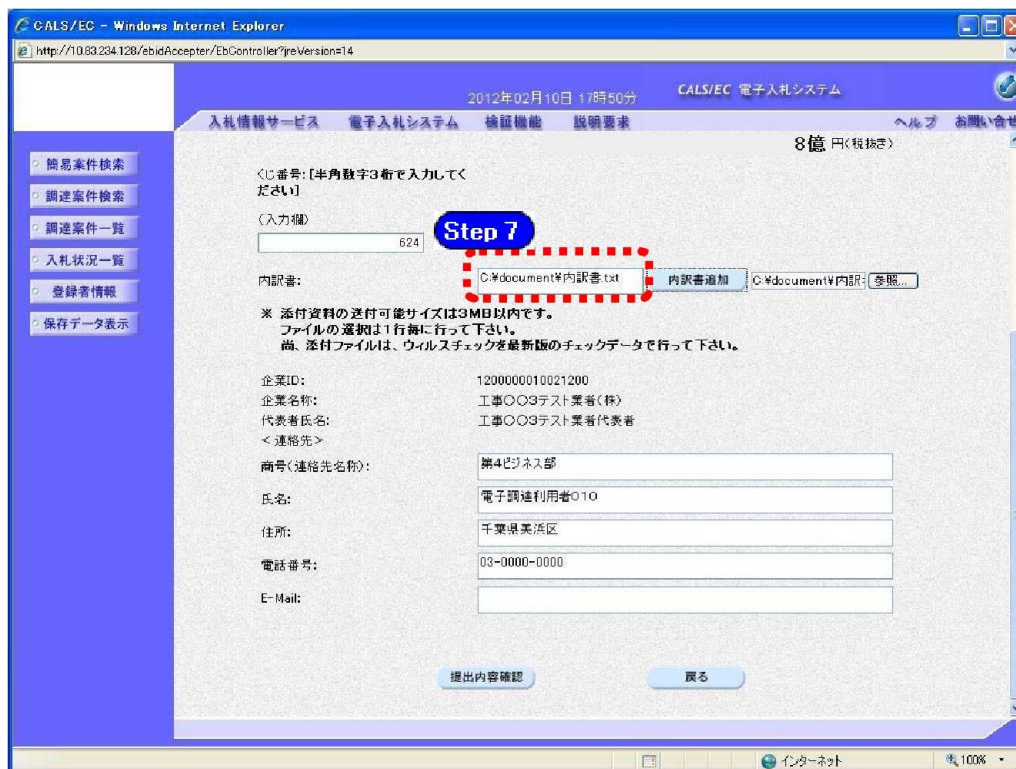 CALS/EC - Windows Internet Explorer
http://10.83.234.128/ebidAccepter/EbController?jreVersion=14
2012年02月10日 17時50分
CALS/EC 電子入札システム
入札情報サービス 電子入札システム 検証機能 説明要求 ヘルプ お問い合せ
8億 円(税抜き)
簡易案件検索
調達案件検索
調達案件一覧
入札状況一覧
登録者情報
保存データ表示
くじ番号:[半角数字3桁で入力してく
ださい]
(入力欄)
624
Step 7
内訳書: C:¥document¥内訳書.txt 内訳書追加 C:¥document¥内訳 参照...
※ 添付資料の送付可能サイズは3MB以内です。
ファイルの選択は1行毎に行って下さい。
尚、添付ファイルは、ウィルスチェックを最新版のチェックデータで行って下さい。
企業ID: 1200000010021200
企業名称: 工事〇〇3テスト業者(株)
代表者氏名: 工事〇〇3テスト業者代表者
<連絡先>
商号(連絡先名称): 第4ビジネス部
氏名: 電子調達利用者010
住所: 千葉県美浜区
電話番号: 03-0000-0000
E-Mail:
提出内容確認 戻る
インターネット 100%